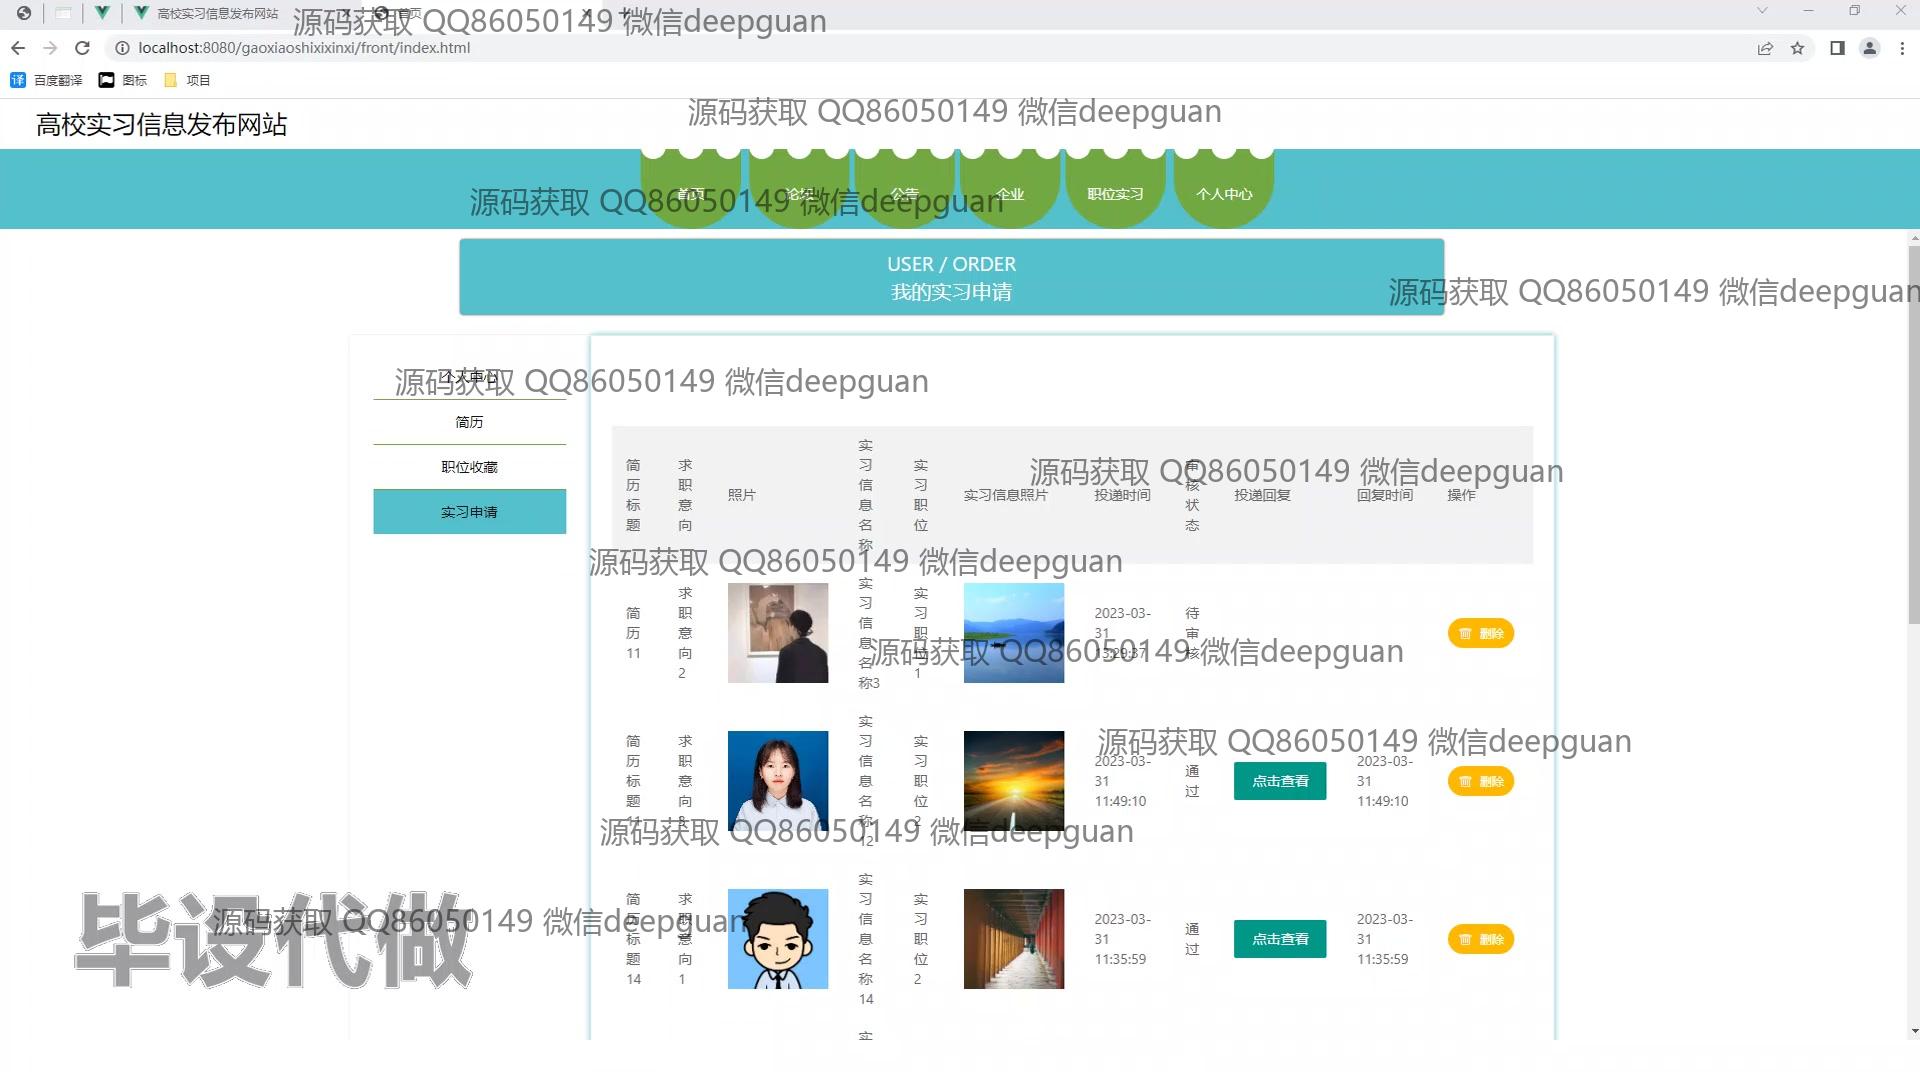 高校实习信息发布网站
源码获取 QQ86050149 微信deepguan
localhost:8080/gaoxiaoshixixinxi/front/index.html
百度翻译 图标 项目
源码获取 QQ86050149 微信deepguan
高校实习信息发布网站
首页 论坛 公告 企业 职位实习 个人中心
源码获取 QQ86050149 微信deepguan
USER / ORDER
我的实习申请
源码获取 QQ86050149 微信deepguan
个人中心
源码获取 QQ86050149 微信deepguan
简历
职位收藏
实习申请
简历标题 求职意向 照片 实习信息名称 实习职位 实习信息照片 投递时间 审核状态 投递回复 回复时间 操作
源码获取 QQ86050149 微信deepguan
源码获取 QQ86050149 微信deepguan
简历11 求职意向2 实习信息名称3 实习职位1 2023-03-31 13:29:37 待审核 删除
源码获取 QQ86050149 微信deepguan
源码获取 QQ86050149 微信deepguan
简历标题11 求职意向 实习信息名称12 实习职位2 2023-03-31 11:49:10 通过 点击查看 2023-03-31 11:49:10 删除
源码获取 QQ86050149 微信deepguan
简历标题14 求职意向1 实习信息名称14 实习职位2 2023-03-31 11:35:59 通过 点击查看 2023-03-31 11:35:59 删除
源码获取 QQ86050149 微信deepguan
毕设代做
实